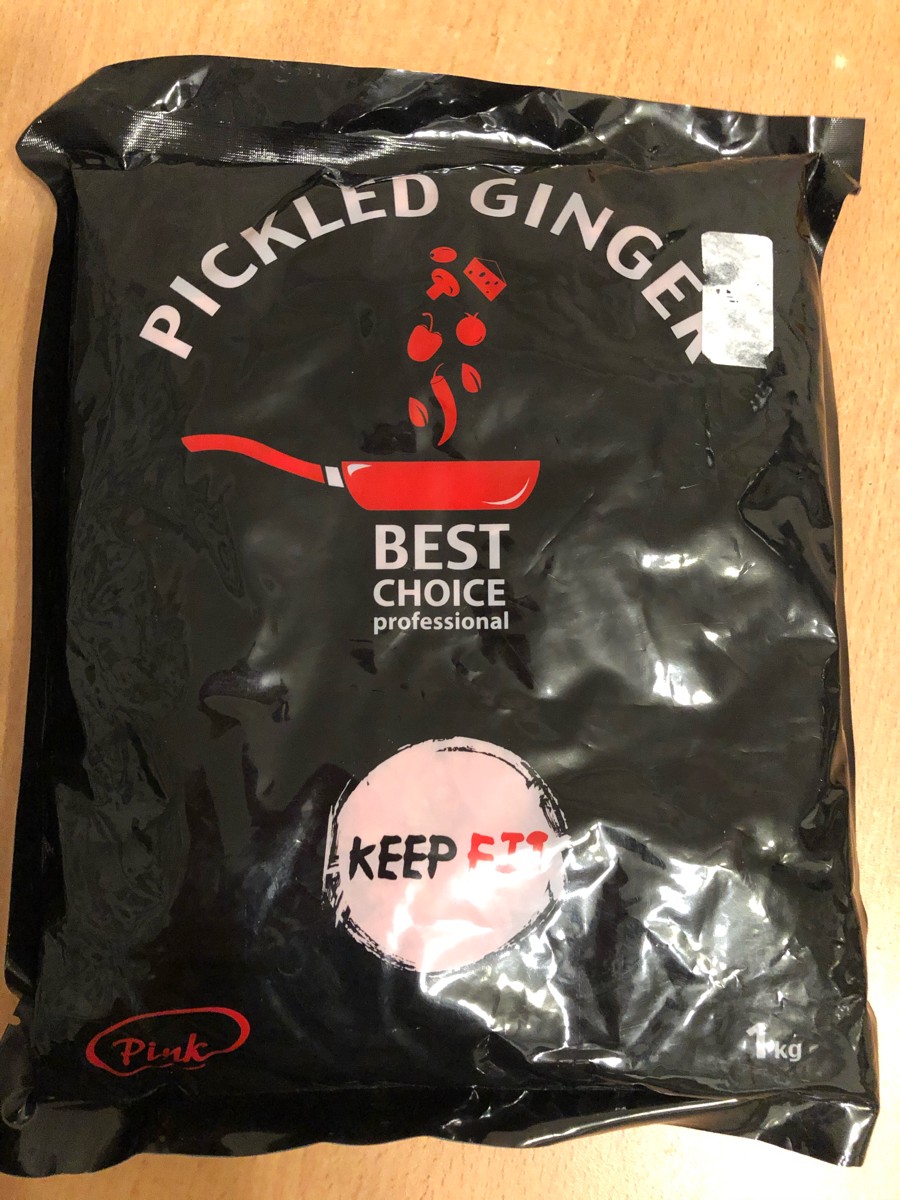 PICKLED GINGER
BEST
CHOICE
professional
KEEP FIT
Pink
1kg